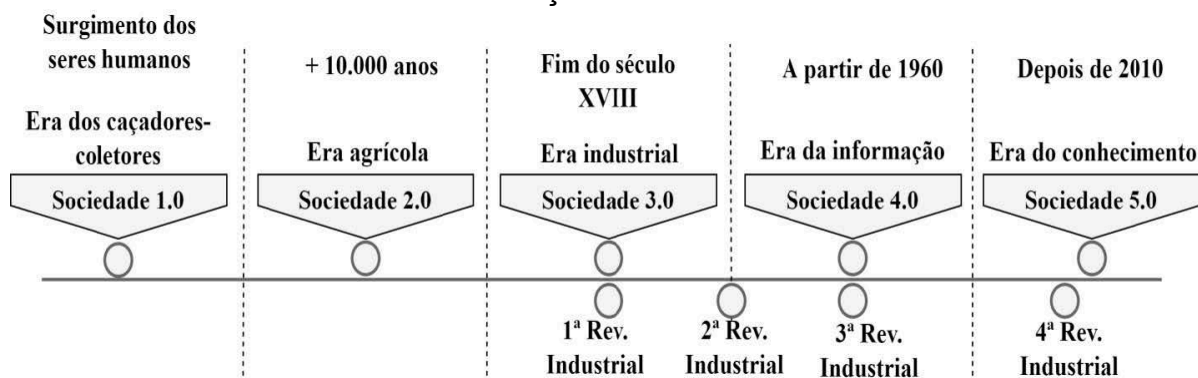 Surgimento dos
seres humanos
+ 10.000 anos
Fim do século
XVIII
A partir de 1960
Depois de 2010
Era dos caçadores-
coletores
Era agrícola
Era industrial
Era da informação
Era do conhecimento
Sociedade 1.0
Sociedade 2.0
Sociedade 3.0
Sociedade 4.0
Sociedade 5.0
1ª Rev.
Industrial
2ª Rev.
Industrial
3ª Rev.
Industrial
4ª Rev.
Industrial